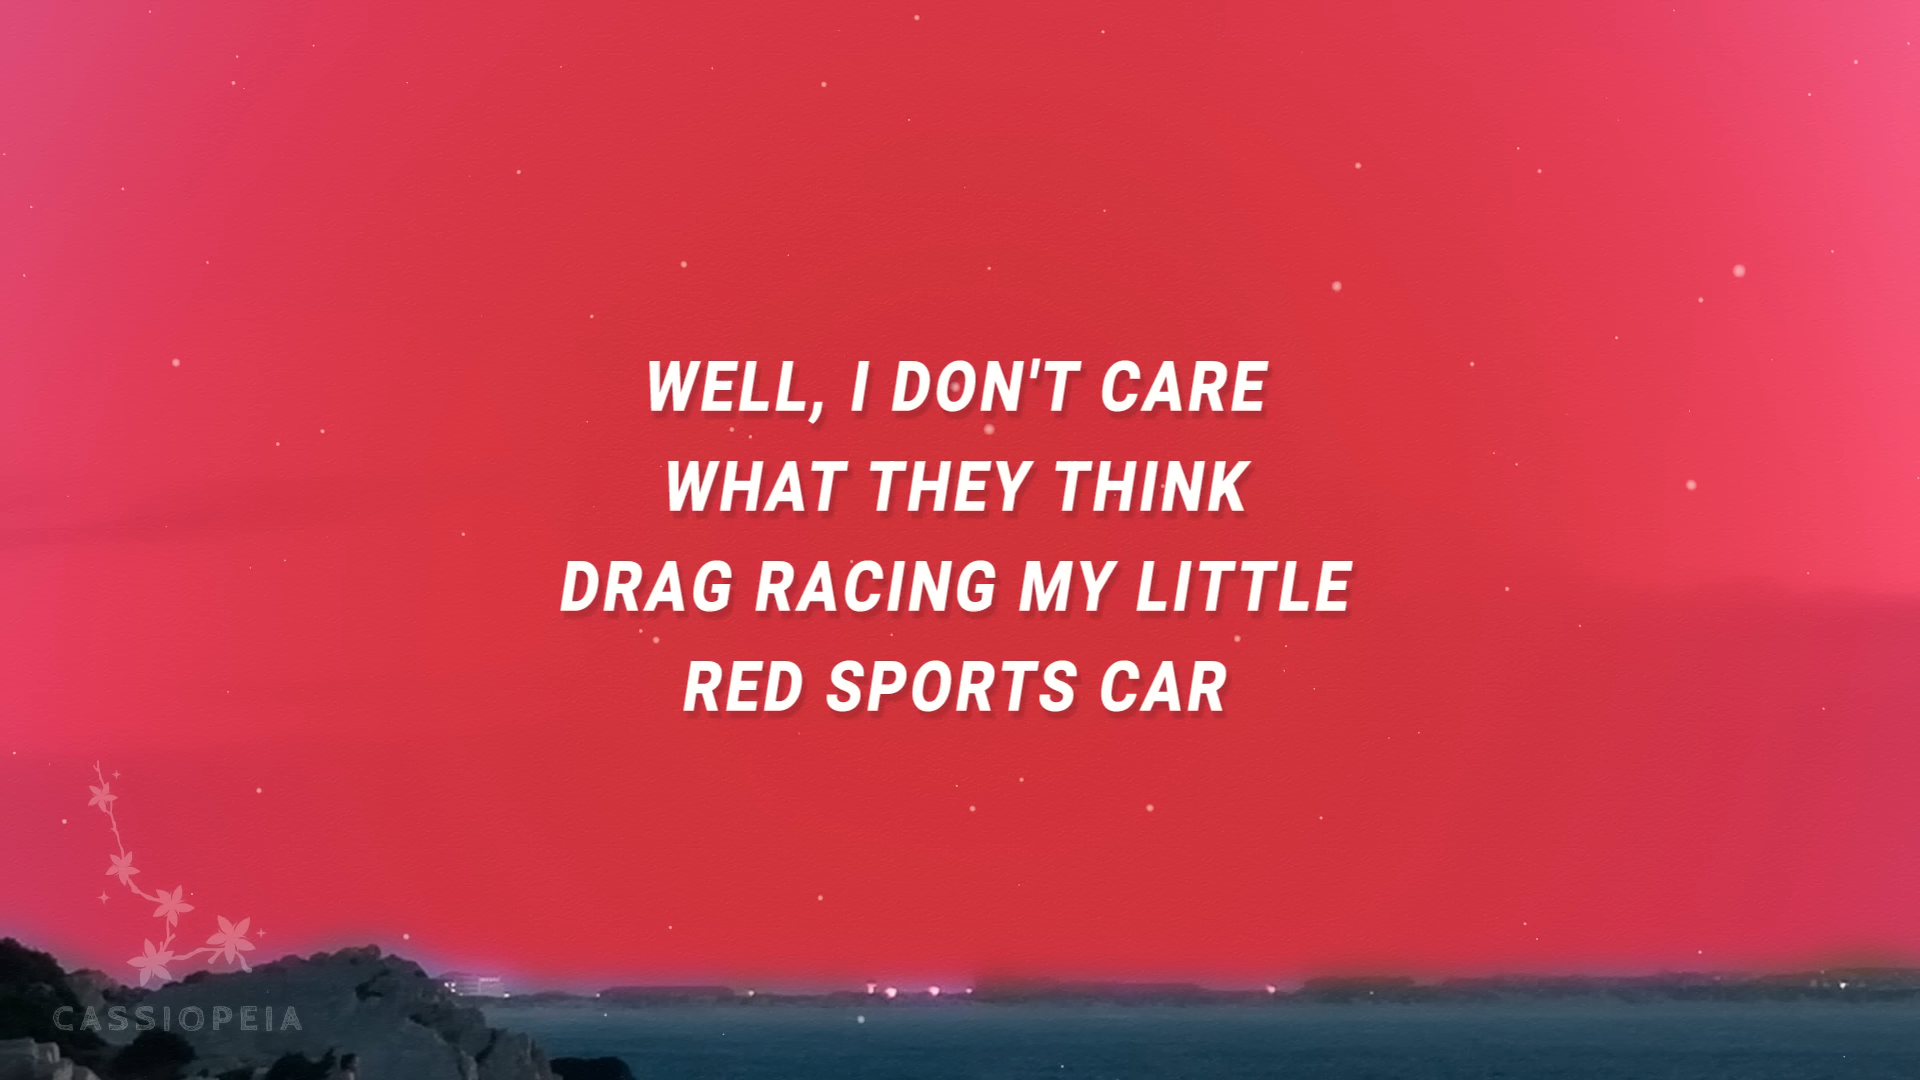 WELL, I DON'T CARE
WHAT THEY THINK
DRAG RACING MY LITTLE
RED SPORTS CAR
CASSIOPEIA